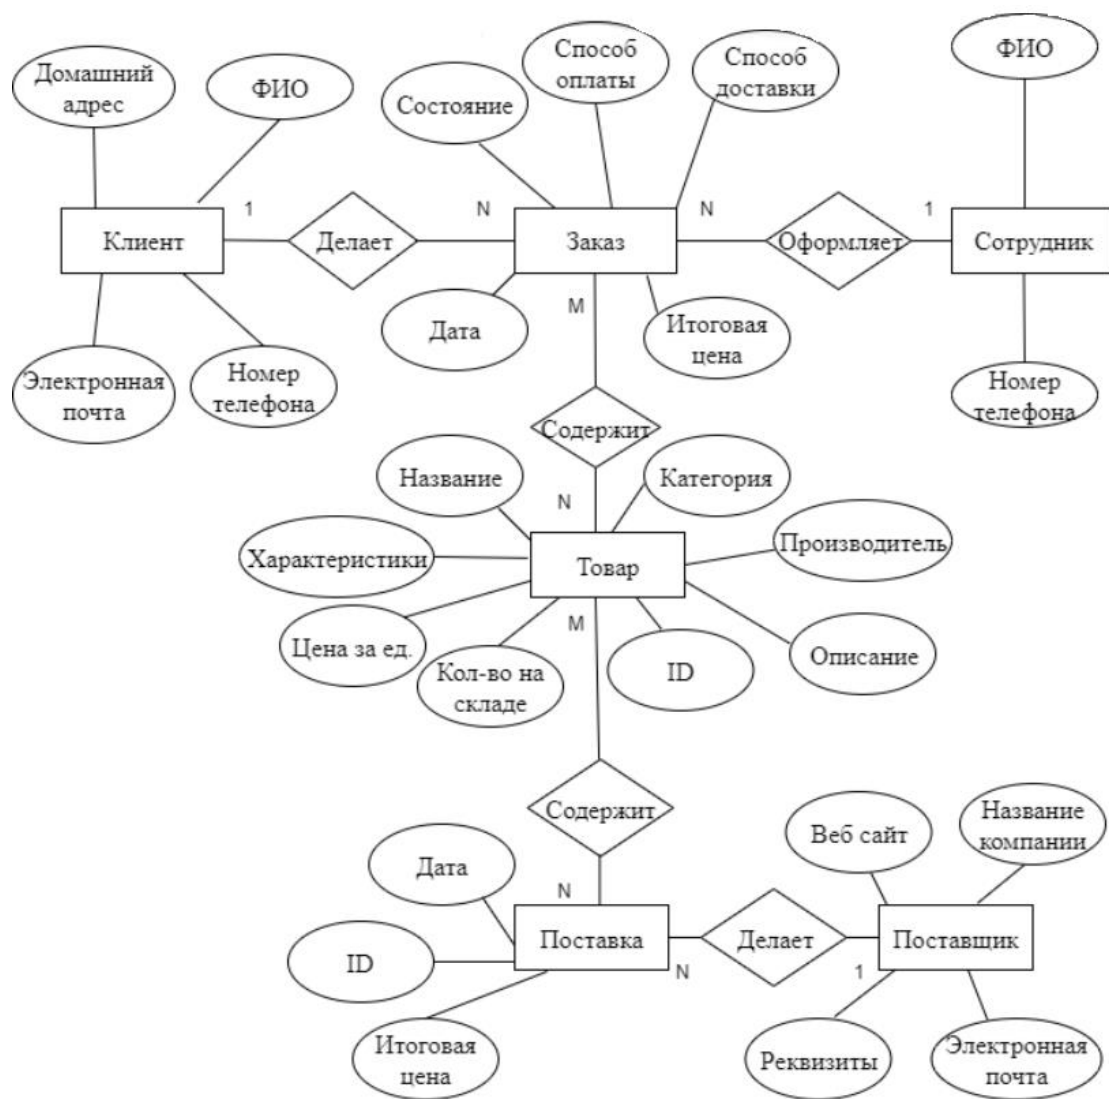 Домашний
адрес
ФИО
Состояние
Способ
оплаты
Способ
доставки
ФИО
Клиент
1
Делает
N
Заказ
N
Оформляет
1
Сотрудник
Электронная
почта
Номер
телефона
Дата
M
Итоговая
цена
Номер
телефона
Содержит
Название
N
Категория
Характеристики
Товар
Производитель
Цена за ед.
Кол-во на
складе
M
ID
Описание
Содержит
Дата
N
Веб сайт
Название
компании
ID
Поставка
N
Делает
1
Поставщик
Итоговая
цена
Реквизиты
Электронная
почта